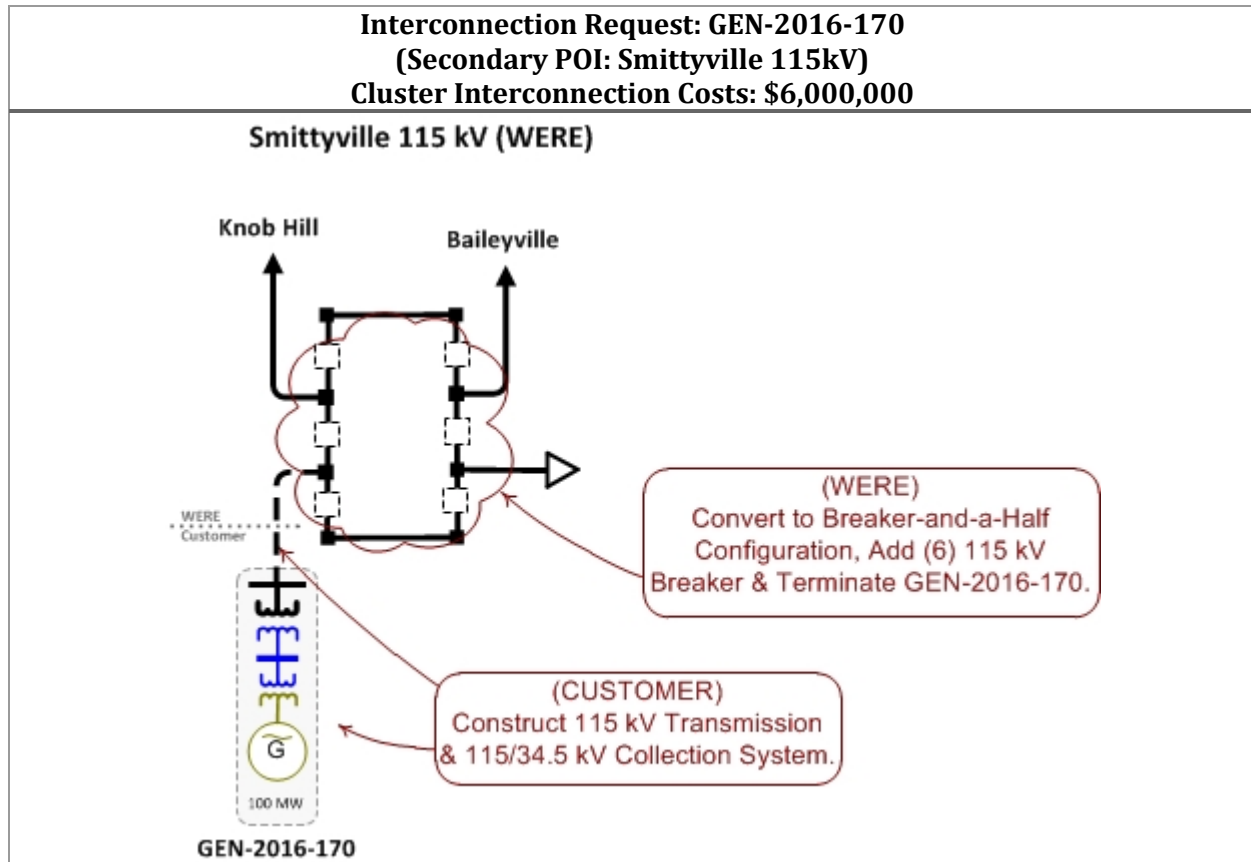 Interconnection Request: GEN-2016-170
(Secondary POI: Smittyville 115kV)
Cluster Interconnection Costs: $6,000,000
Smittyville 115 kV (WERE)
Knob Hill
Baileyville
WERE
Customer
(WERE)
Convert to Breaker-and-a-Half
Configuration, Add (6) 115 kV
Breaker & Terminate GEN-2016-170.
(CUSTOMER)
Construct 115 kV Transmission
& 115/34.5 kV Collection System.
G
100 MW
GEN-2016-170